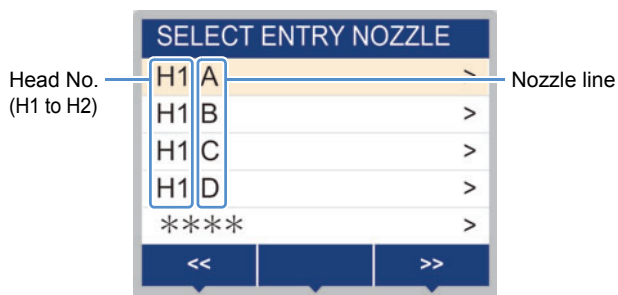 SELECT ENTRY NOZZLE
Head No.
(H1 to H2)
H1 A >
Nozzle line
H1 B >
H1 C >
H1 D >
**** >
<< >>